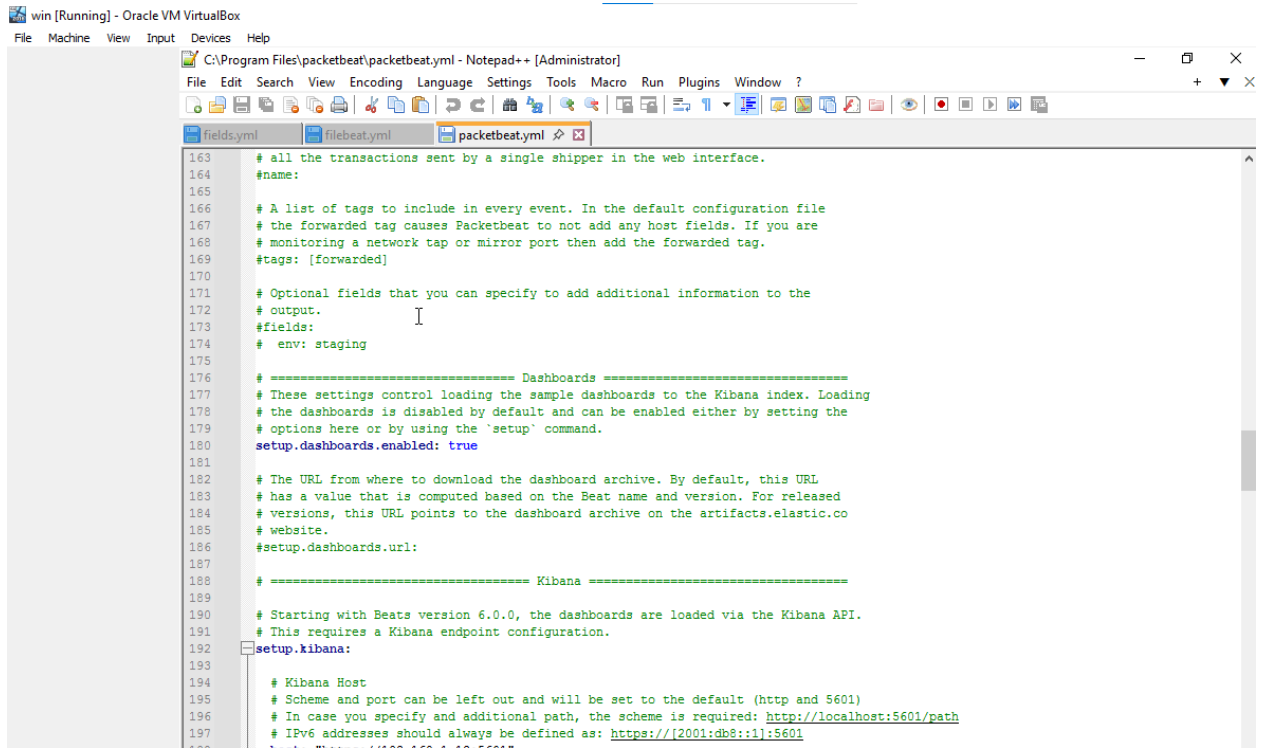 win [Running] - Oracle VM VirtualBox
File Machine View Input Devices Help
C:\Program Files\packetbeat\packetbeat.yml - Notepad++ [Administrator]
File Edit Search View Encoding Language Settings Tools Macro Run Plugins Window ?
fields.yml filebeat.yml packetbeat.yml
163 # all the transactions sent by a single shipper in the web interface.
164 #name:
165
166 # A list of tags to include in every event. In the default configuration file
167 # the forwarded tag causes Packetbeat to not add any host fields. If you are
168 # monitoring a network tap or mirror port then add the forwarded tag.
169 #tags: [forwarded]
170
171 # Optional fields that you can specify to add additional information to the
172 # output.
173 #fields:
174 #  env: staging
175
176 # ================================= Dashboards =================================
177 # These settings control loading the sample dashboards to the Kibana index. Loading
178 # the dashboards is disabled by default and can be enabled either by setting the
179 # options here or by using the `setup` command.
180 setup.dashboards.enabled: true
181
182 # The URL from where to download the dashboard archive. By default, this URL
183 # has a value that is computed based on the Beat name and version. For released
184 # versions, this URL points to the dashboard archive on the artifacts.elastic.co
185 # website.
186 #setup.dashboards.url:
187
188 # =================================== Kibana ===================================
189
190 # Starting with Beats version 6.0.0, the dashboards are loaded via the Kibana API.
191 # This requires a Kibana endpoint configuration.
192 setup.kibana:
193
194 # Kibana Host
195 # Scheme and port can be left out and will be set to the default (http and 5601)
196 # In case you specify and additional path, the scheme is required: http://localhost:5601/path
197 # IPv6 addresses should always be defined as: https://[2001:db8::1]:5601